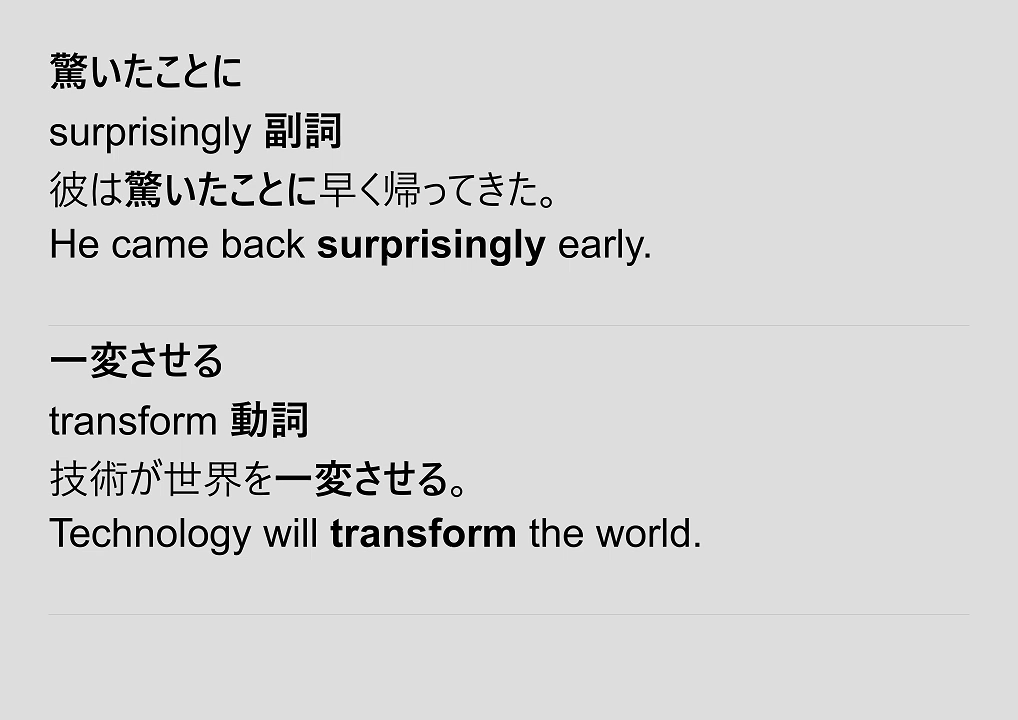 驚いたことに
surprisingly 副詞
彼は驚いたことに早く帰ってきた。
He came back surprisingly early.
一変させる
transform 動詞
技術が世界を一変させる。
Technology will transform the world.